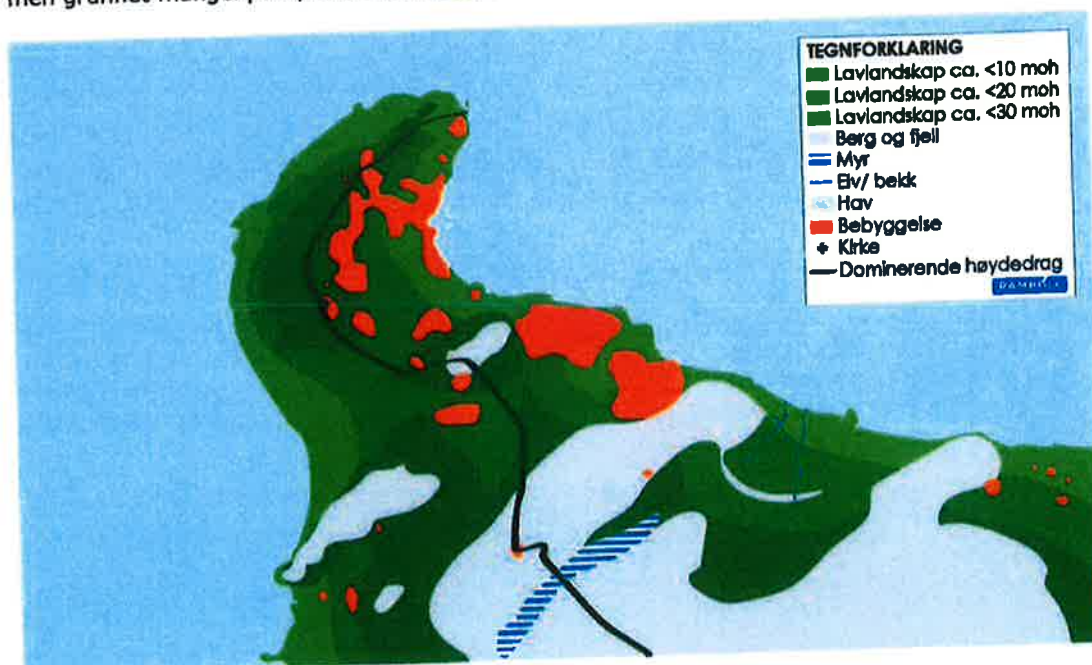 TEGNFORKLARING
Lavlandskap ca. <10 moh
Lavlandskap ca. <20 moh
Lavlandskap ca. <30 moh
Berg og fjell
Myr
Elv/ bekk
Hav
Bebyggelse
Kirke
Dominerende høydedrag
RAMBØLL